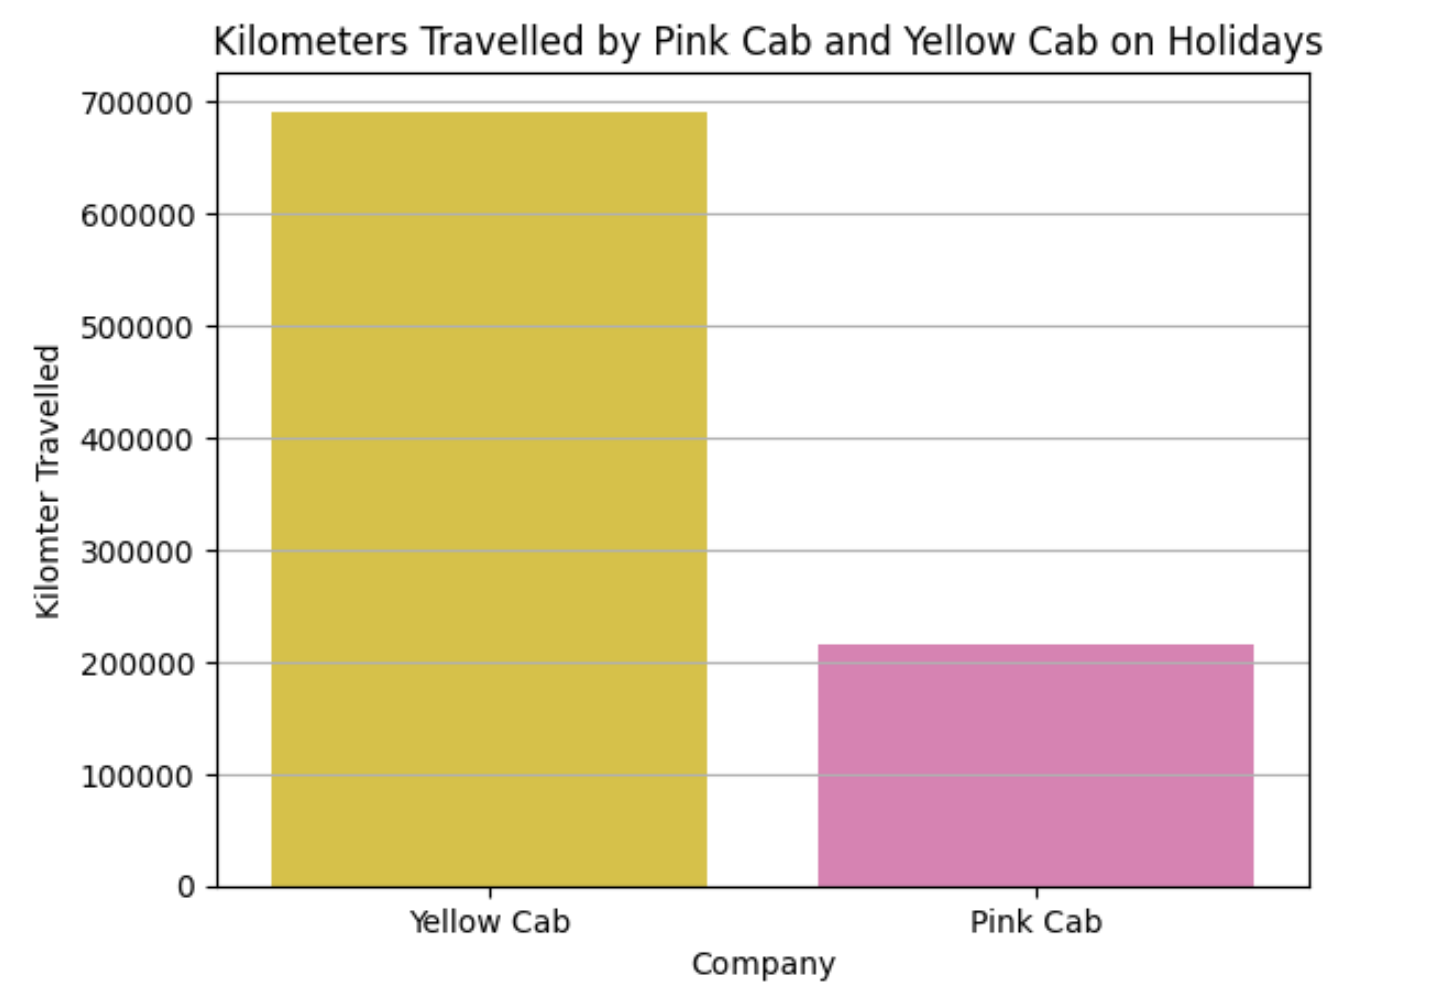 Kilometers Travelled by Pink Cab and Yellow Cab on Holidays
700000
600000
500000
400000
300000
200000
100000
0
Kilomter Travelled
Yellow Cab
Pink Cab
Company